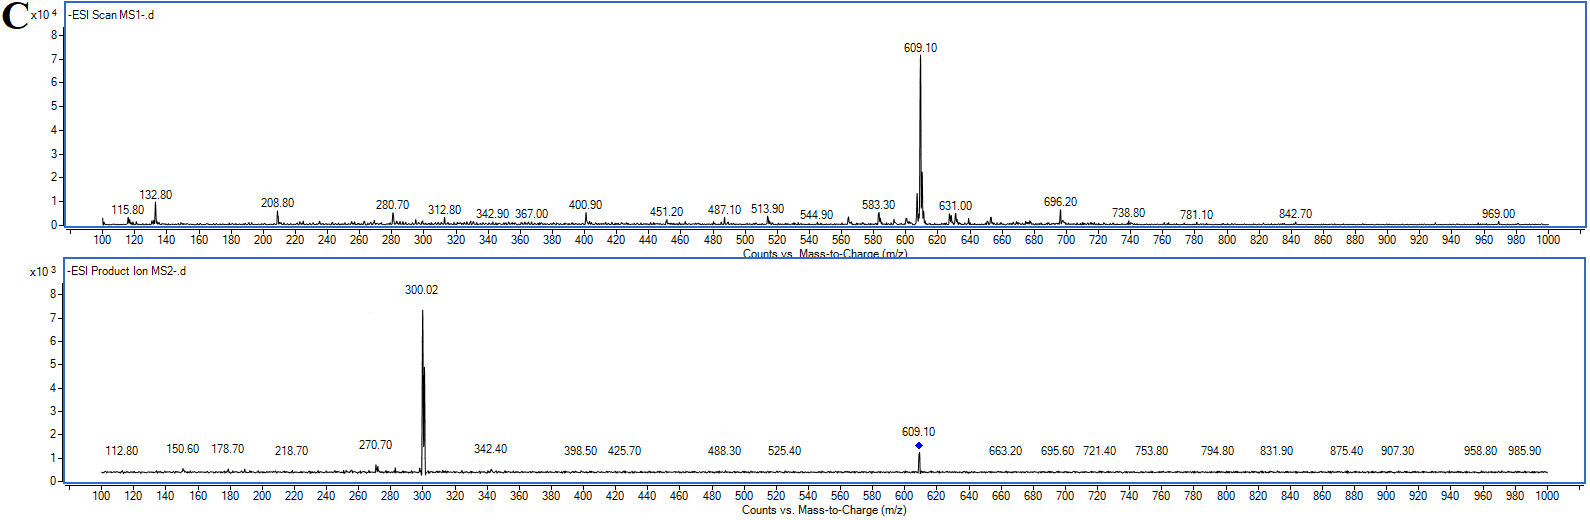 C
x10 4
-ESI Scan MS1-.d
8
7
6
5
4
3
2
1
0
609.10
115.80 132.80 208.80 280.70 312.80 342.90 367.00 400.90 451.20 487.10 513.90 544.90 583.30 631.00 696.20 738.80 781.10 842.70 969.00
100 120 140 160 180 200 220 240 260 280 300 320 340 360 380 400 420 440 460 480 500 520 540 560 580 600 620 640 660 680 700 720 740 760 780 800 820 840 860 880 900 920 940 960 980 1000
Counts vs. Mass-to-Charge (m/z)
x10 3
-ESI Product Ion MS2-.d
8
7
6
5
4
3
2
1
0
300.02
609.10
112.80 150.60 178.70 218.70 270.70 342.40 398.50 425.70 488.30 525.40 663.20 695.60 721.40 753.80 794.80 831.90 875.40 907.30 958.80 985.90
100 120 140 160 180 200 220 240 260 280 300 320 340 360 380 400 420 440 460 480 500 520 540 560 580 600 620 640 660 680 700 720 740 760 780 800 820 840 860 880 900 920 940 960 980 1000
Counts vs. Mass-to-Charge (m/z)